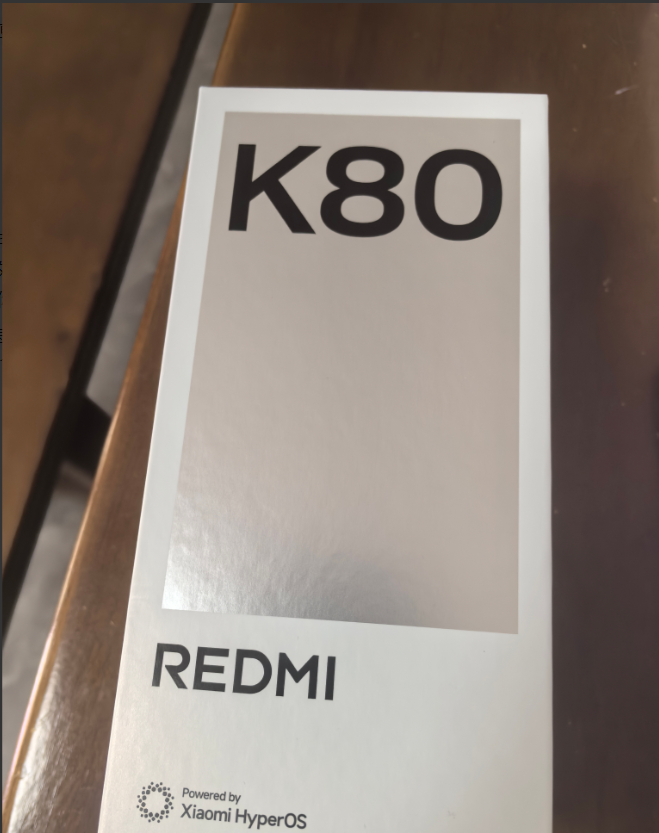 K80
REDMI
Powered by
Xiaomi HyperOS